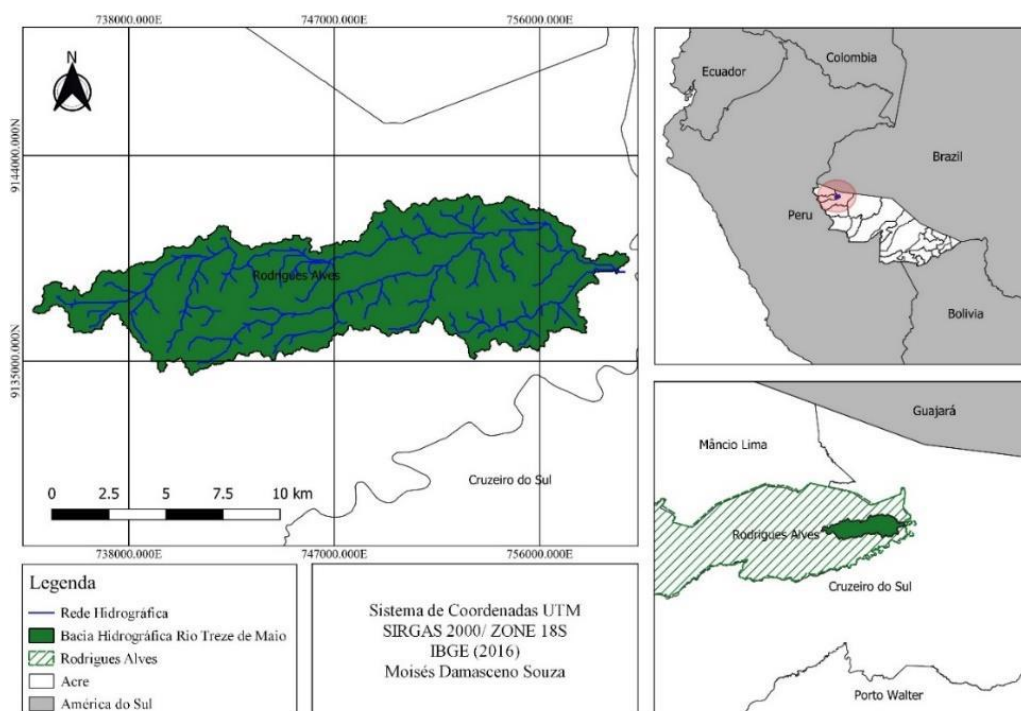 738000.000E
747000.000E
756000.000E
N
9144000.000N
9135000.000N
Rodrigues Alves
Cruzeiro do Sul
0 2.5 5 7.5 10 km
738000.000E
747000.000E
756000.000E
Colombia
Ecuador
Brazil
Peru
Bolivia
Guajará
Mâncio Lima
Rodrigues Alves
Cruzeiro do Sul
Porto Walter
Legenda
Rede Hidrográfica
Bacia Hidrográfica Rio Treze de Maio
Rodrigues Alves
Acre
América do Sul
Sistema de Coordenadas UTM
SIRGAS 2000/ ZONE 18S
IBGE (2016)
Moisés Damasceno Souza